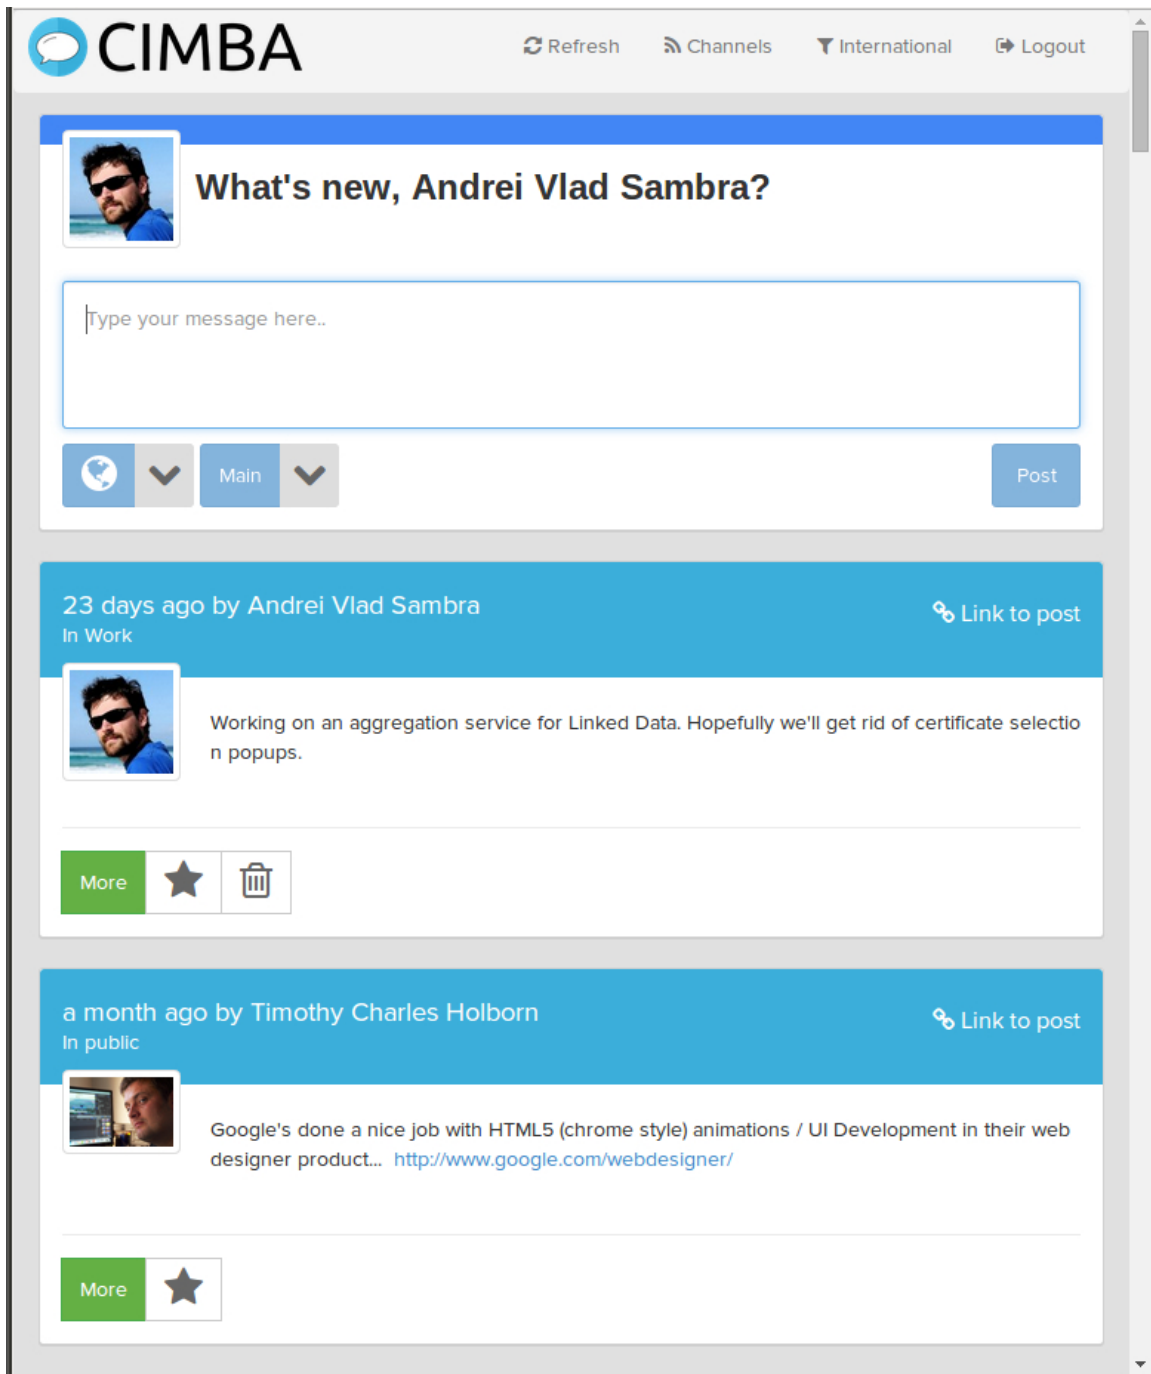 CIMBA
Refresh Channels International Logout
What's new, Andrei Vlad Sambra?
Type your message here..
Main Post
23 days ago by Andrei Vlad Sambra
In Work
Link to post
Working on an aggregation service for Linked Data. Hopefully we'll get rid of certificate selectio
n popups.
More
a month ago by Timothy Charles Holborn
In public
Link to post
Google's done a nice job with HTML5 (chrome style) animations / UI Development in their web
designer product... http://www.google.com/webdesigner/
More